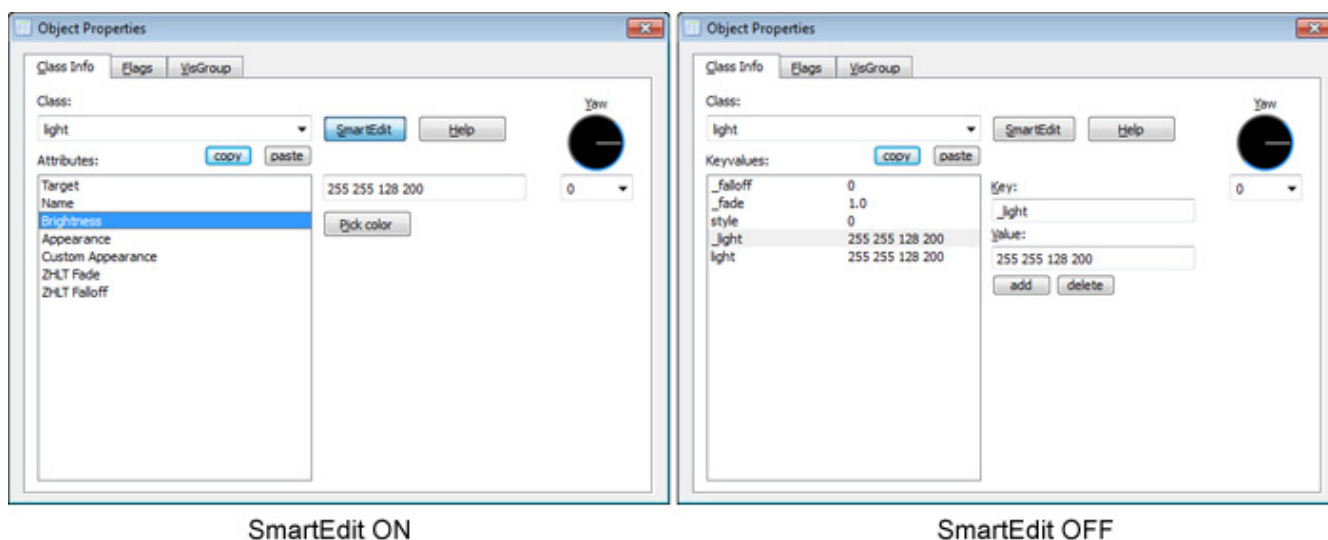 Object Properties
Class Info Flags VisGroup
Class:
light
SmartEdit Help
Yaw
Attributes:
copy paste
Target
Name
Brightness
Appearance
Custom Appearance
ZHLT Fade
ZHLT Falloff
255 255 128 200
0
Pick color
SmartEdit ON
Object Properties
Class Info Flags VisGroup
Class:
light
SmartEdit Help
Yaw
Keyvalues:
copy paste
_falloff 0
_fade 1.0
style 0
_light 255 255 128 200
light 255 255 128 200
Key:
_light
Value:
255 255 128 200
add delete
0
SmartEdit OFF